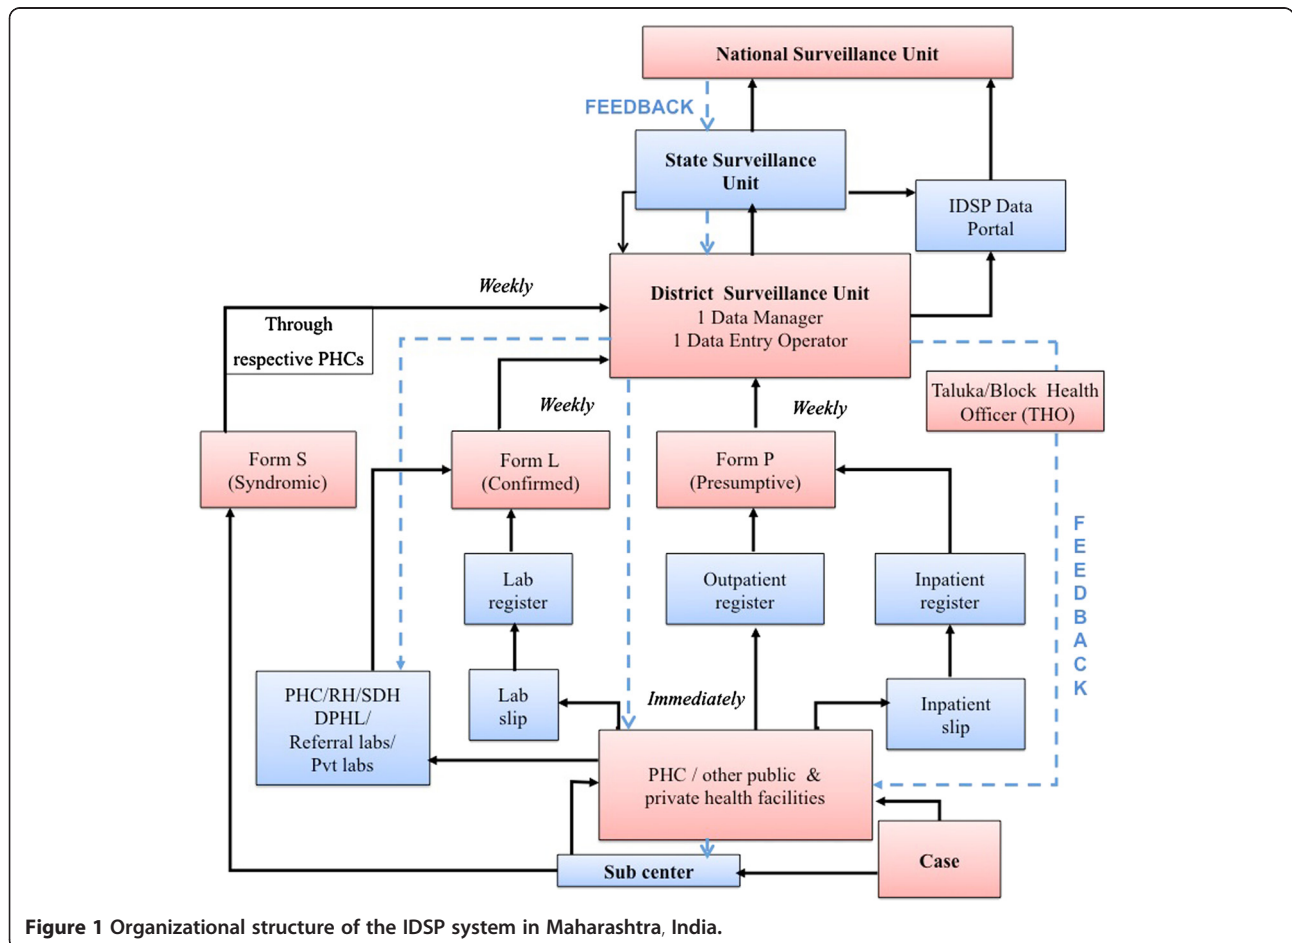 National Surveillance Unit
FEEDBACK
State Surveillance
Unit
IDSP Data
Portal
Weekly
District Surveillance Unit
1 Data Manager
1 Data Entry Operator
Through
respective PHCs
Weekly
Weekly
Taluka/Block Health
Officer (THO)
Form S
(Syndromic)
Form L
(Confirmed)
Form P
(Presumptive)
FEEDBACK
Lab
register
Outpatient
register
Inpatient
register
PHC/RH/SDH
DPHL/
Referral labs/
Pvt labs
Lab
slip
Immediately
Inpatient
slip
PHC / other public &
private health facilities
Sub center
Case
Figure 1 Organizational structure of the IDSP system in Maharashtra, India.